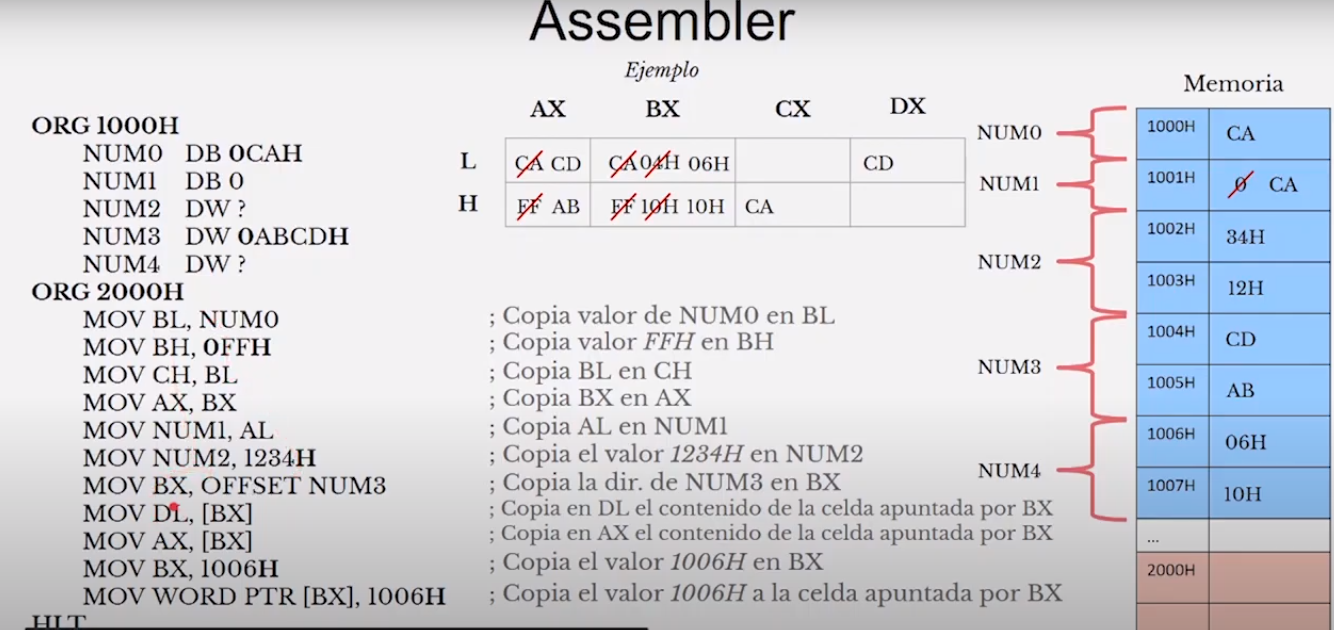 Assembler
Ejemplo
AX BX CX DX
L CA CD CA 04H 06H CD
H FF AB FF 10H 10H CA
ORG 1000H
NUM0 DB 0CAH
NUM1 DB 0
NUM2 DW ?
NUM3 DW 0ABCDH
NUM4 DW ?
ORG 2000H
MOV BL, NUM0 ; Copia valor de NUM0 en BL
MOV BH, 0FFH ; Copia valor FFH en BH
MOV CH, BL ; Copia BL en CH
MOV AX, BX ; Copia BX en AX
MOV NUM1, AL ; Copia AL en NUM1
MOV NUM2, 1234H ; Copia el valor 1234H en NUM2
MOV BX, OFFSET NUM3 ; Copia la dir. de NUM3 en BX
MOV DL, [BX] ; Copia en DL el contenido de la celda apuntada por BX
MOV AX, [BX] ; Copia en AX el contenido de la celda apuntada por BX
MOV BX, 1006H ; Copia el valor 1006H en BX
MOV WORD PTR [BX], 1006H ; Copia el valor 1006H a la celda apuntada por BX
HLT
Memoria
NUM0 1000H CA
NUM1 1001H 0 CA
NUM2 1002H 34H
1003H 12H
NUM3 1004H CD
1005H AB
NUM4 1006H 06H
1007H 10H
...
2000H